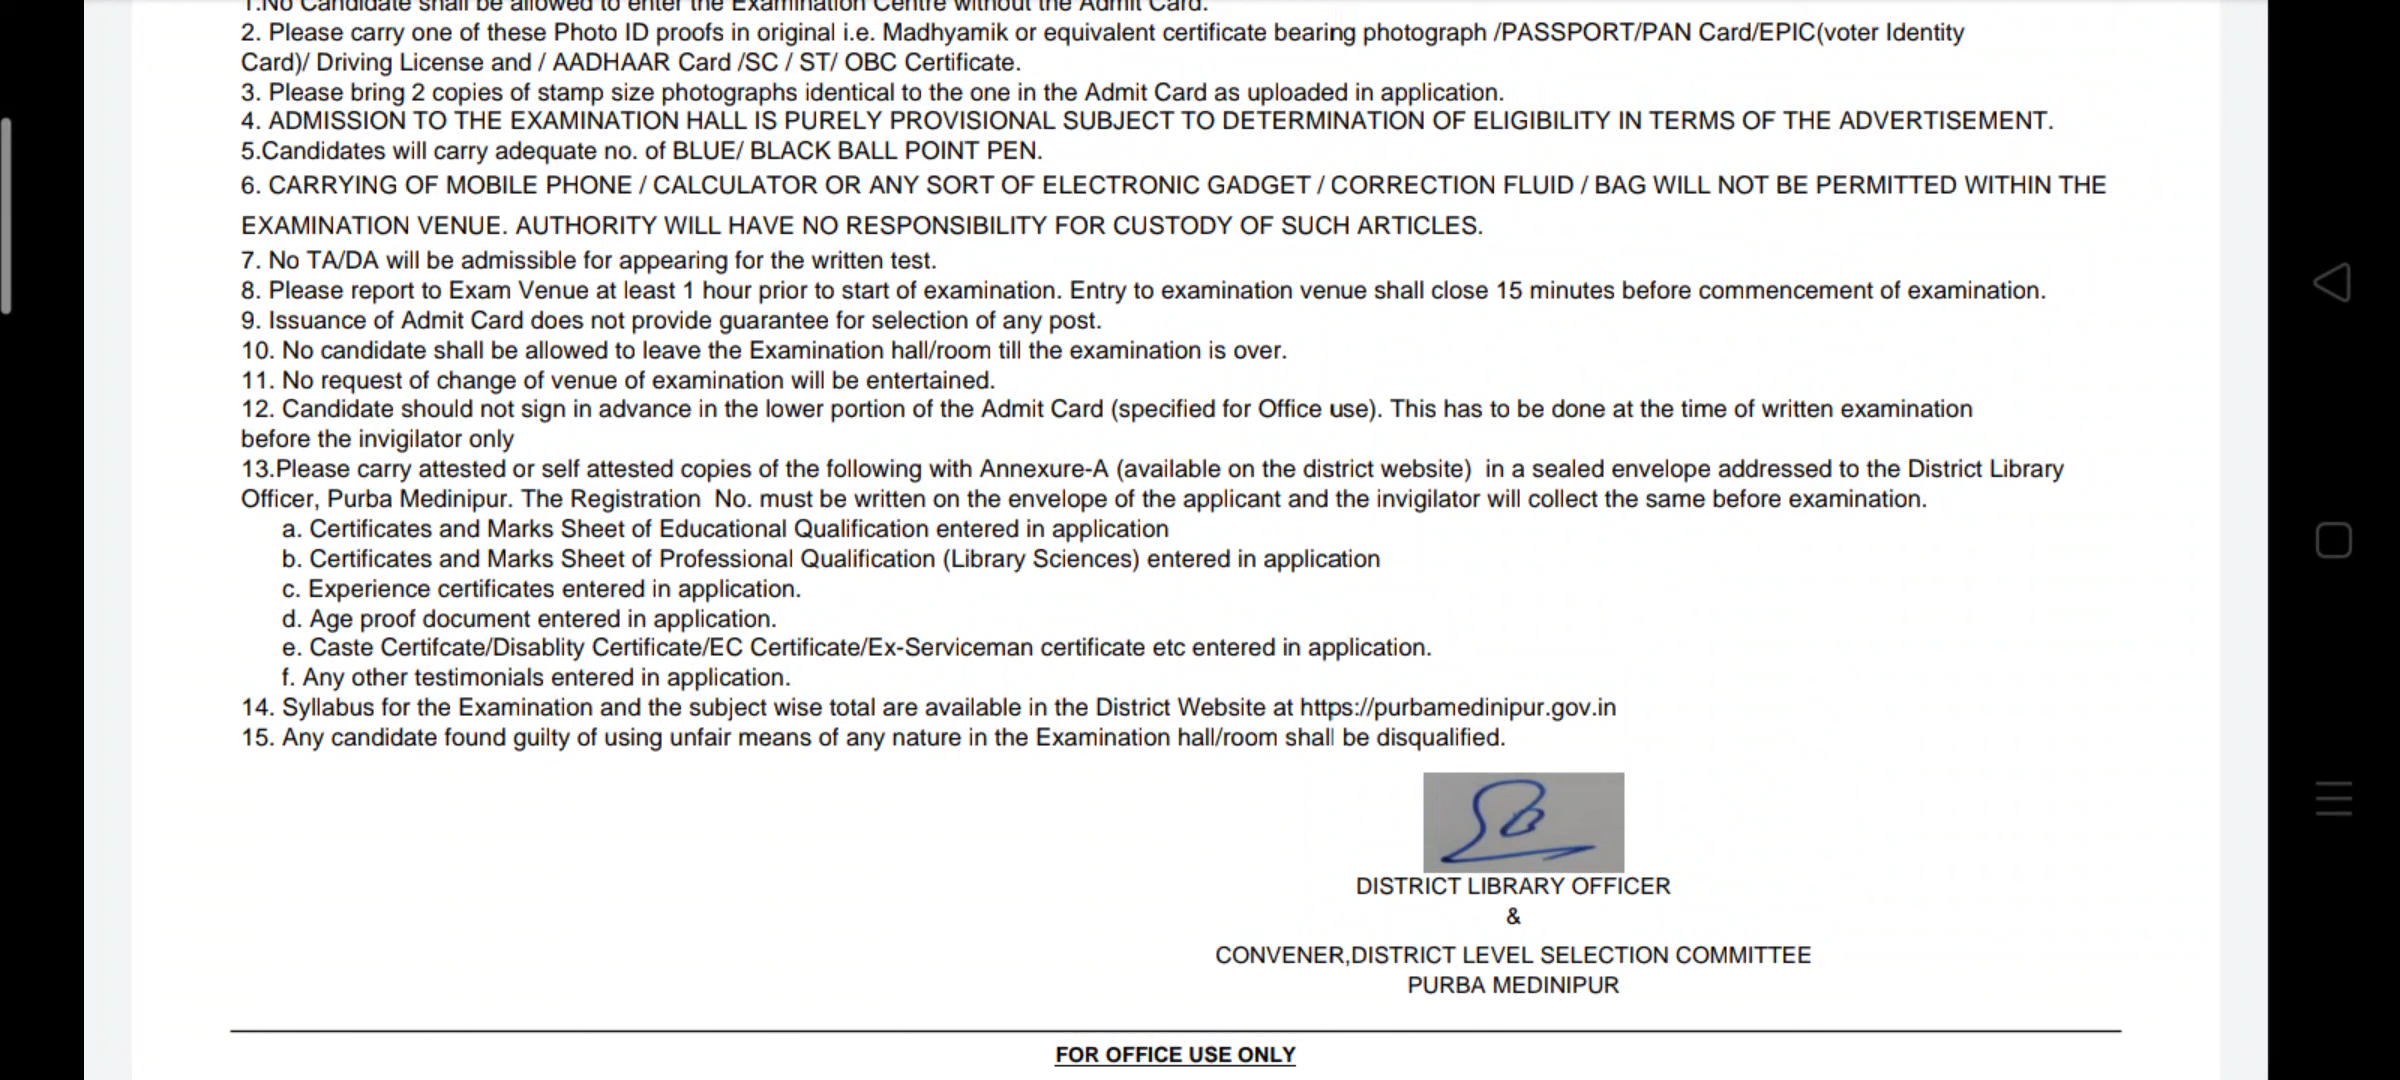 1.No Candidate shall be allowed to enter the Examination Centre without the Admit Card.
2. Please carry one of these Photo ID proofs in original i.e. Madhyamik or equivalent certificate bearing photograph /PASSPORT/PAN Card/EPIC(voter Identity
Card)/ Driving License and / AADHAAR Card /SC / ST/ OBC Certificate.
3. Please bring 2 copies of stamp size photographs identical to the one in the Admit Card as uploaded in application.
4. ADMISSION TO THE EXAMINATION HALL IS PURELY PROVISIONAL SUBJECT TO DETERMINATION OF ELIGIBILITY IN TERMS OF THE ADVERTISEMENT.
5.Candidates will carry adequate no. of BLUE/ BLACK BALL POINT PEN.
6. CARRYING OF MOBILE PHONE / CALCULATOR OR ANY SORT OF ELECTRONIC GADGET / CORRECTION FLUID / BAG WILL NOT BE PERMITTED WITHIN THE
EXAMINATION VENUE. AUTHORITY WILL HAVE NO RESPONSIBILITY FOR CUSTODY OF SUCH ARTICLES.
7. No TA/DA will be admissible for appearing for the written test.
8. Please report to Exam Venue at least 1 hour prior to start of examination. Entry to examination venue shall close 15 minutes before commencement of examination.
9. Issuance of Admit Card does not provide guarantee for selection of any post.
10. No candidate shall be allowed to leave the Examination hall/room till the examination is over.
11. No request of change of venue of examination will be entertained.
12. Candidate should not sign in advance in the lower portion of the Admit Card (specified for Office use). This has to be done at the time of written examination
before the invigilator only
13.Please carry attested or self attested copies of the following with Annexure-A (available on the district website) in a sealed envelope addressed to the District Library
Officer, Purba Medinipur. The Registration No. must be written on the envelope of the applicant and the invigilator will collect the same before examination.
a. Certificates and Marks Sheet of Educational Qualification entered in application
b. Certificates and Marks Sheet of Professional Qualification (Library Sciences) entered in application
c. Experience certificates entered in application.
d. Age proof document entered in application.
e. Caste Certifcate/Disablity Certificate/EC Certificate/Ex-Serviceman certificate etc entered in application.
f. Any other testimonials entered in application.
14. Syllabus for the Examination and the subject wise total are available in the District Website at https://purbamedinipur.gov.in
15. Any candidate found guilty of using unfair means of any nature in the Examination hall/room shall be disqualified.
DISTRICT LIBRARY OFFICER
&
CONVENER,DISTRICT LEVEL SELECTION COMMITTEE
PURBA MEDINIPUR
FOR OFFICE USE ONLY